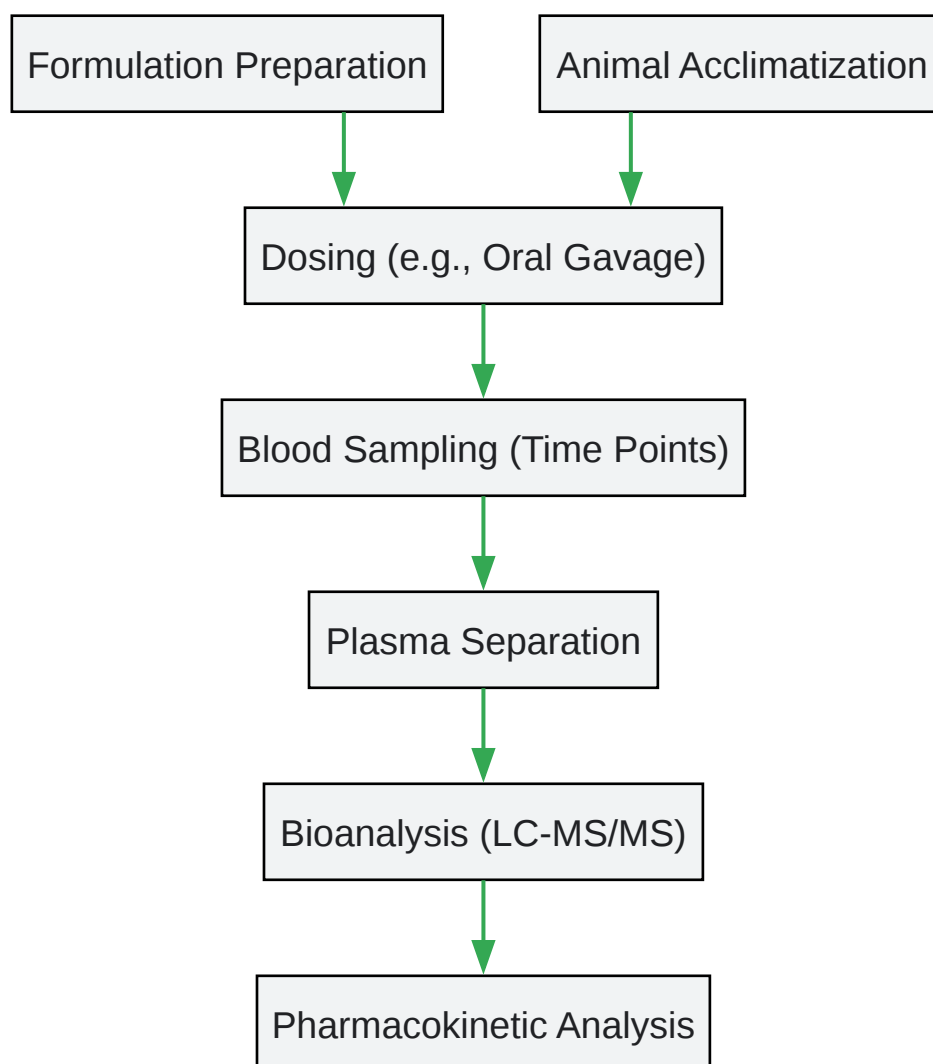 Formulation Preparation
Animal Acclimatization
Dosing (e.g., Oral Gavage)
Blood Sampling (Time Points)
Plasma Separation
Bioanalysis (LC-MS/MS)
Pharmacokinetic Analysis